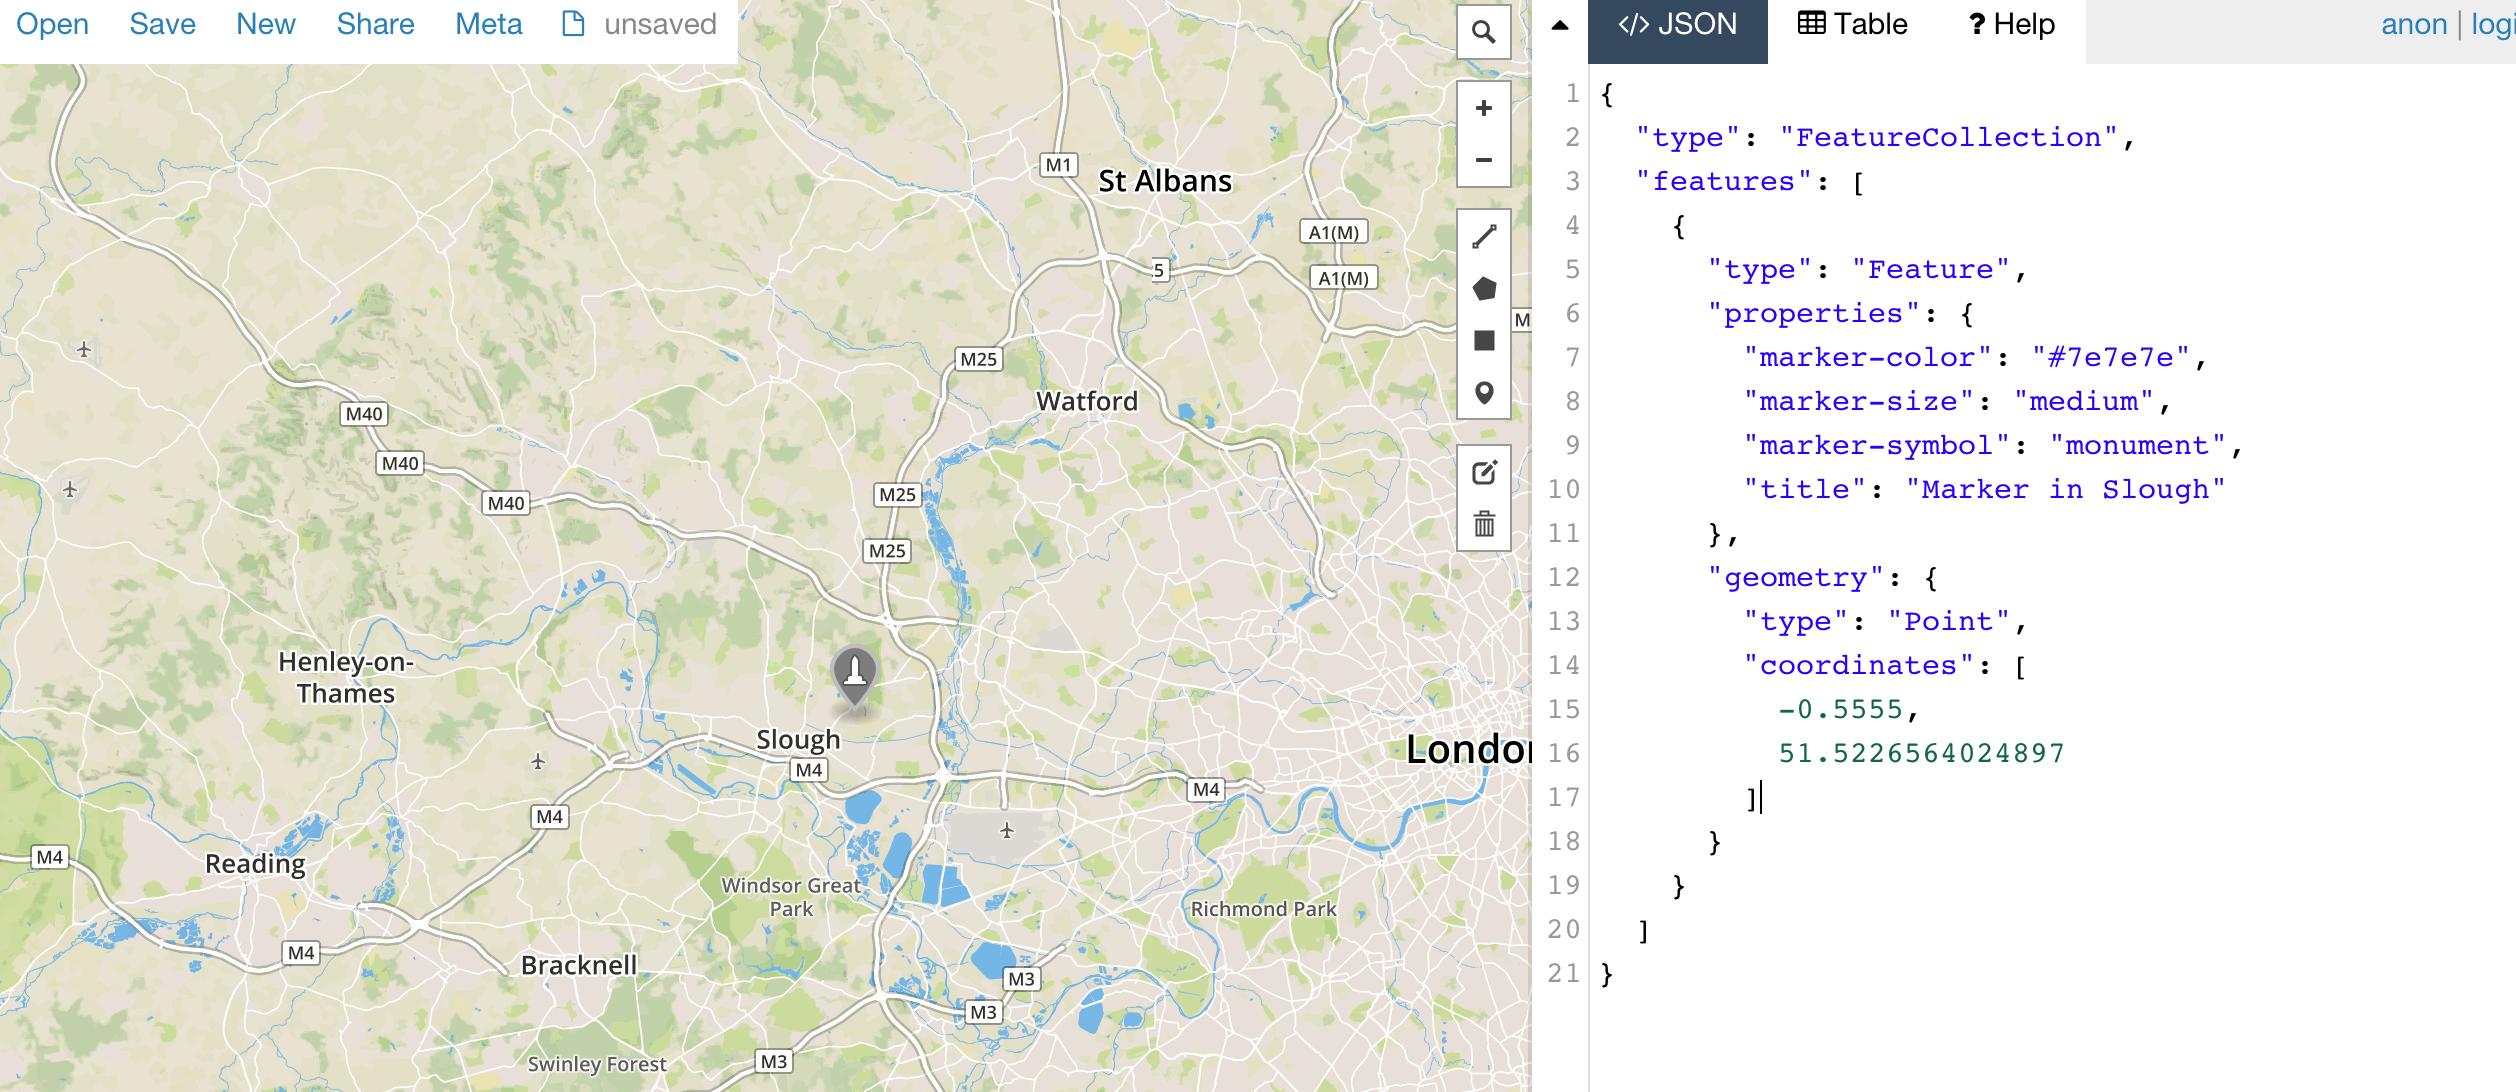 Open Save New Share Meta unsaved
JSON Table ? Help
anon |
M1
St Albans
A1(M)
5
A1(M)
M25
M40
Watford
M40
M25
M40
M25
Henley-on-
Thames
Slough
M4
London
M4
M4
M4
Reading
Windsor Great
Park
Richmond Park
M4
Bracknell
M3
M3
M3
Swinley Forest
1 {
2 "type": "FeatureCollection",
3 "features": [
4 {
5 "type": "Feature",
6 "properties": {
7 "marker-color": "#7e7e7e",
8 "marker-size": "medium",
9 "marker-symbol": "monument",
10 "title": "Marker in Slough"
11 },
12 "geometry": {
13 "type": "Point",
14 "coordinates": [
15 -0.5555,
16 51.5226564024897
17 ]
18 }
19 }
20 ]
21 }